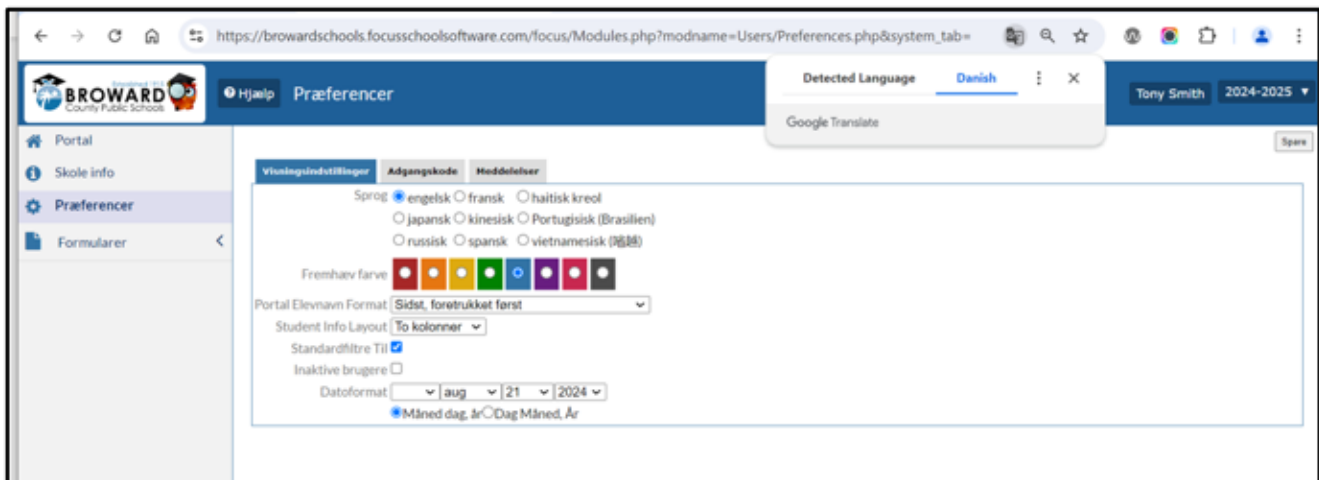 https://browardschools.focusschoolsoftware.com/focus/Modules.php?modname=Users/Preferences.php&system_tab=
Detected Language Danish
Google Translate
Established 1915
BROWARD
County Public Schools
Hjælp Præferencer
Tony Smith 2024-2025
Portal
Skole info
Præferencer
Formularer
Spare
Visningsindstillinger Adgangskode Meddelelser
Sprog engelsk fransk haitisk kreol
japansk kinesisk Portugisisk (Brasilien)
russisk spansk vietnamesisk
Fremhæv farve
Portal Elevnavn Format Sidst, foretrukket først
Student Info Layout To kolonner
Standardfiltre Til
Inaktive brugere
Datoformat aug 21 2024
Måned dag, år Dag Måned, År